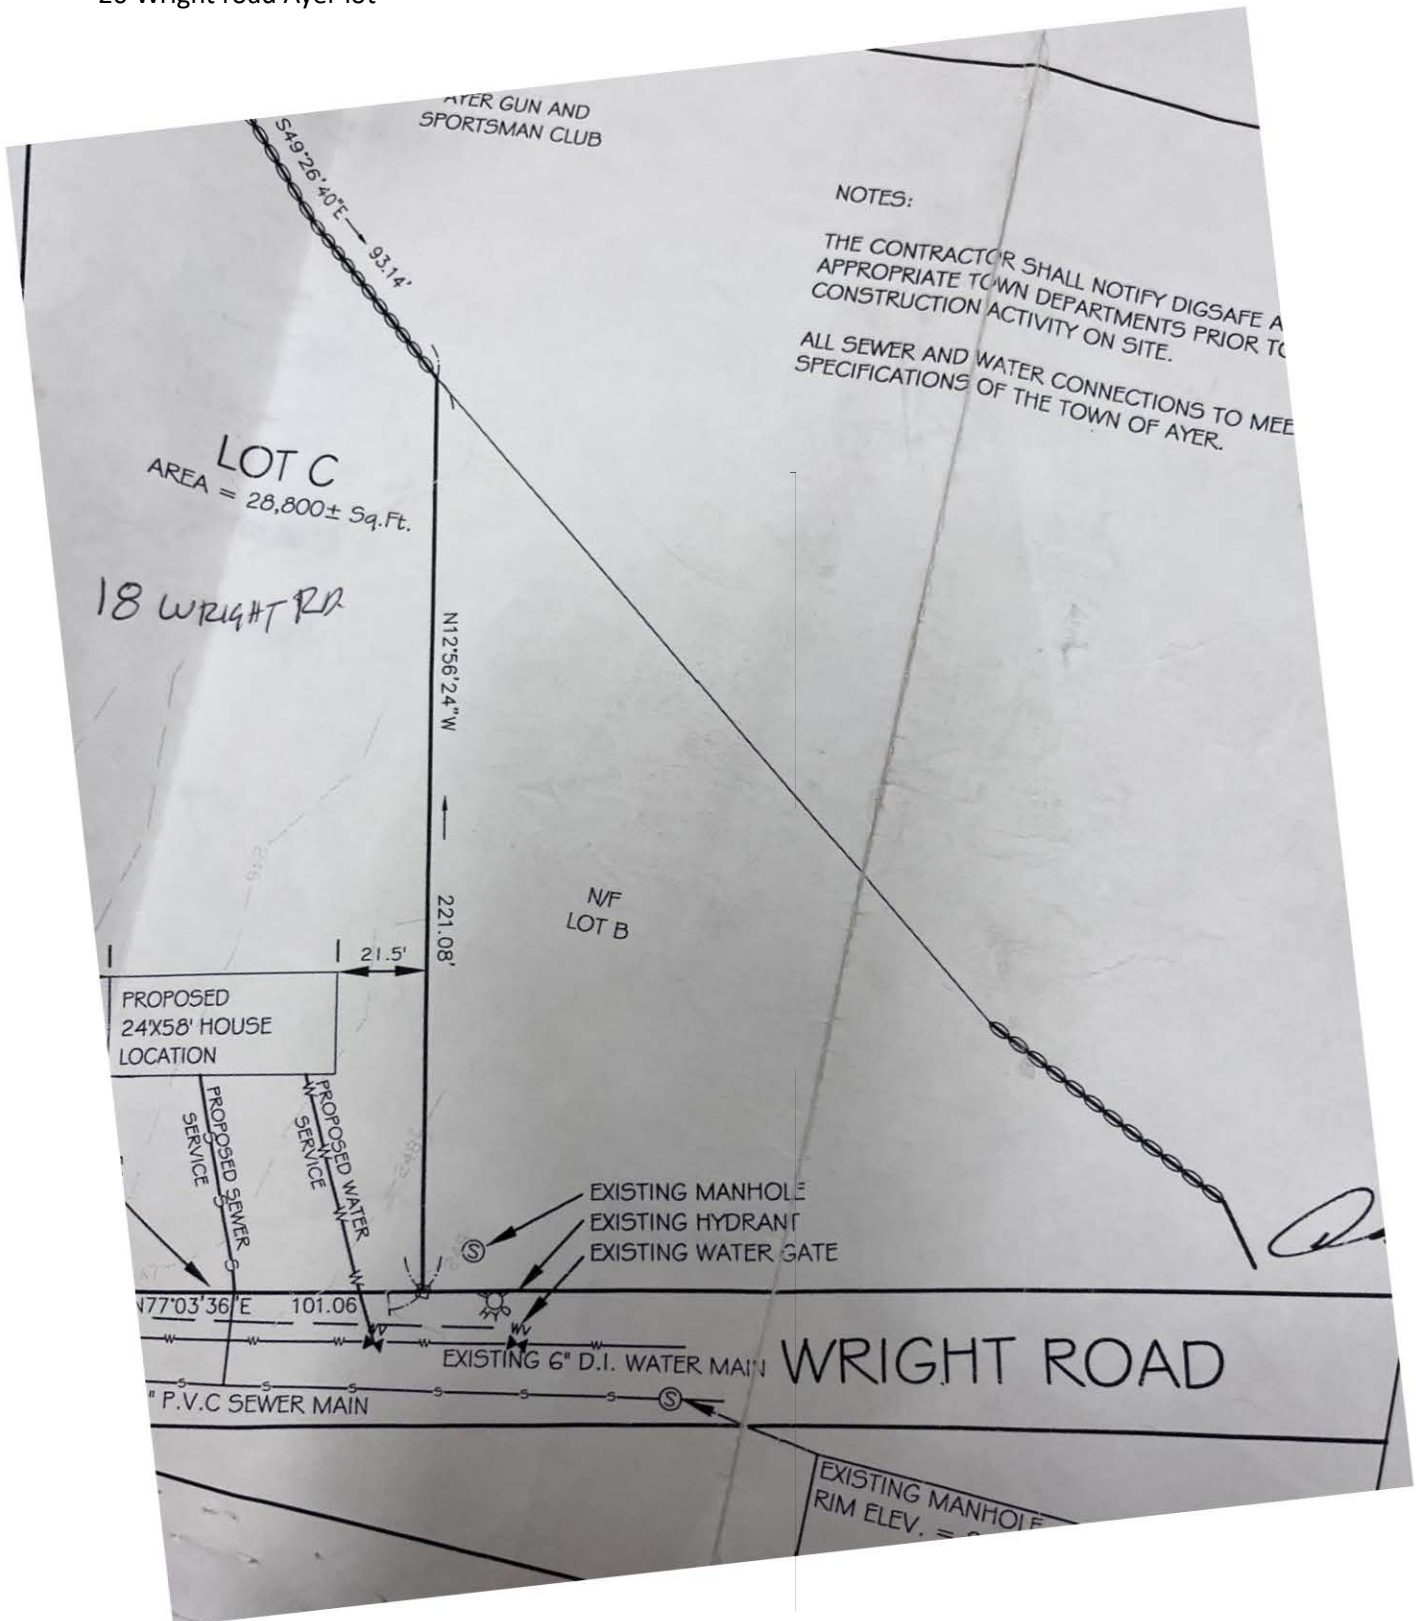 AYER GUN AND
SPORTSMAN CLUB
S49°26'40"E
93.14'
NOTES:
THE CONTRACTOR SHALL NOTIFY DIGSAFE A
APPROPRIATE TOWN DEPARTMENTS PRIOR TO
CONSTRUCTION ACTIVITY ON SITE.
ALL SEWER AND WATER CONNECTIONS TO MEE
SPECIFICATIONS OF THE TOWN OF AYER.
LOT C
AREA = 28,800± Sq.Ft.
18 WRIGHT RD.
N12°56'24"W
221.08'
N/F
LOT B
21.5'
PROPOSED
24'X58' HOUSE
LOCATION
PROPOSED SEWER
SERVICE
PROPOSED WATER
SERVICE
EXISTING MANHOLE
EXISTING HYDRANT
EXISTING WATER GATE
N77°03'36"E 101.06
WV
EXISTING 6" D.I. WATER MAIN
WRIGHT ROAD
" P.V.C SEWER MAIN
EXISTING MANHOLE
RIM ELEV. =